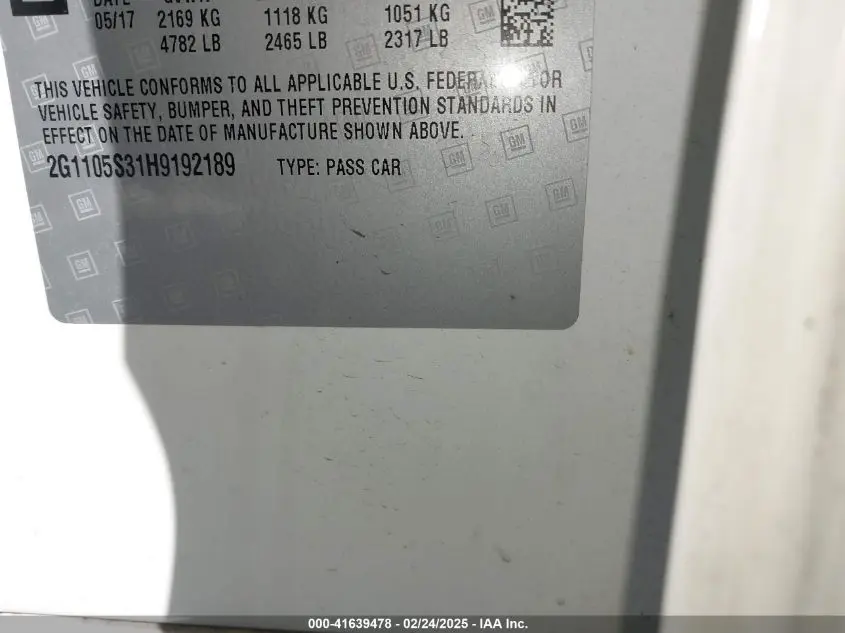 05/17 2169 KG 1118 KG 1051 KG
4782 LB 2465 LB 2317 LB
THIS VEHICLE CONFORMS TO ALL APPLICABLE U.S. FEDERAL MOTOR
VEHICLE SAFETY, BUMPER, AND THEFT PREVENTION STANDARDS IN
EFFECT ON THE DATE OF MANUFACTURE SHOWN ABOVE.
2G1105S31H9192189 TYPE: PASS CAR
GM
000-41639478 - 02/24/2025 - IAA Inc.